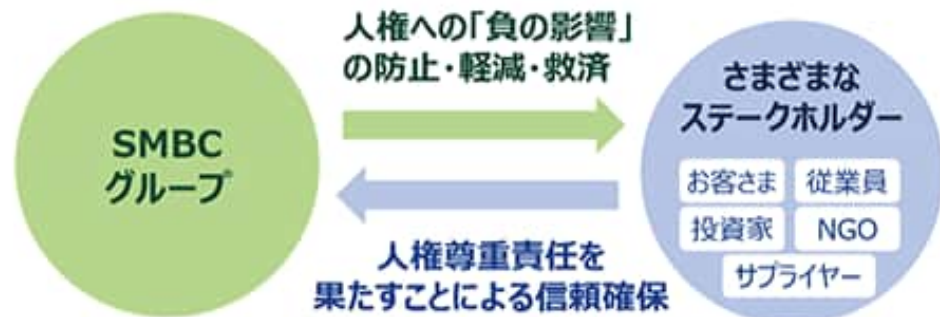 人権への「負の影響」
の防止・軽減・救済
SMBC
グループ
さまざまな
ステークホルダー
お客さま 従業員
投資家 NGO
サプライヤー
人権尊重責任を
果たすことによる信頼確保